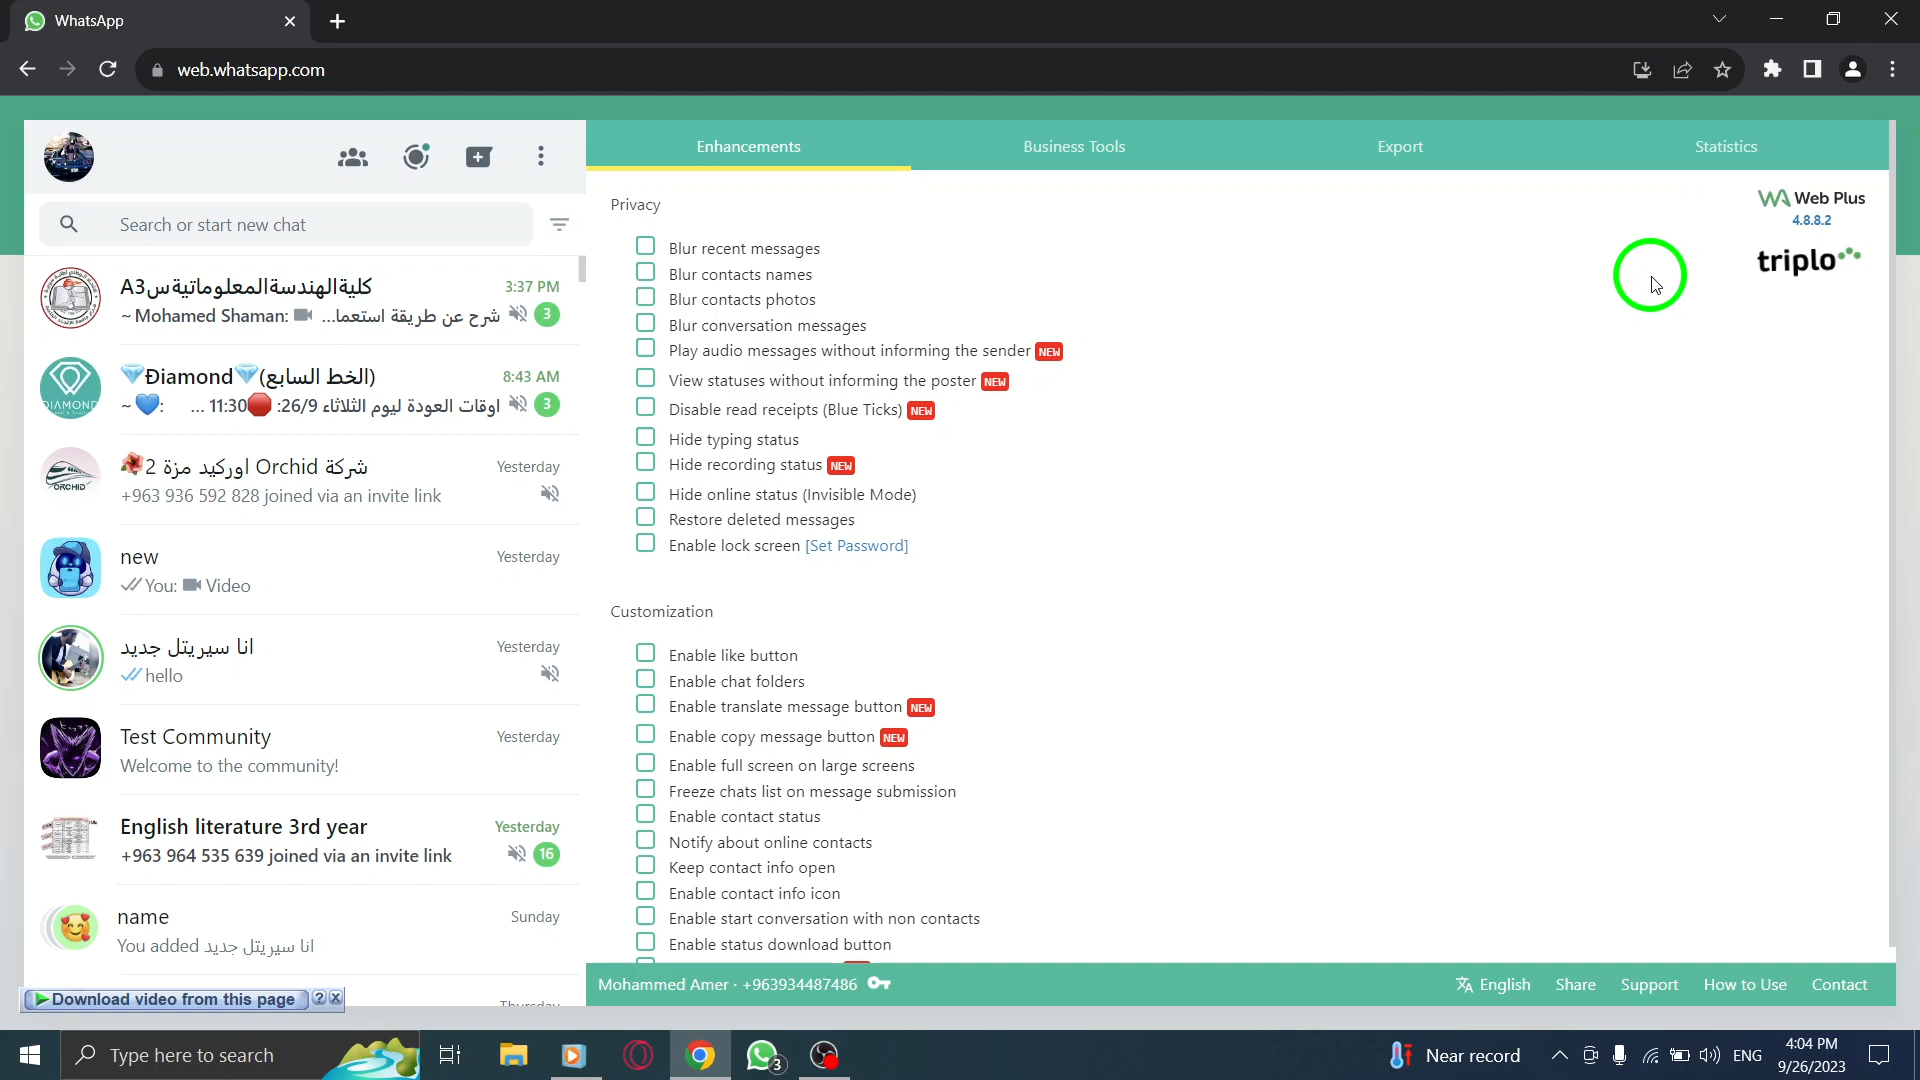 WhatsApp
web.whatsapp.com
Search or start new chat
كلية الهندسة المعلوماتية س A3
3:37 PM
~ Mohamed Shaman: شرح عن طريقة استعما...
3
💎Ðiamond💎(الخط السابع)
8:43 AM
~💙: اوقات العودة ليوم الثلاثاء 26/9: 🛑11:30 ...
3
DIAMOND
شركة Orchid اوركيد مزة 2🌺
Yesterday
+963 936 592 828 joined via an invite link
ORCHID
new
Yesterday
You: Video
انا سيريتل جديد
Yesterday
hello
Test Community
Yesterday
Welcome to the community!
English literature 3rd year
Yesterday
+963 964 535 639 joined via an invite link
16
name
Sunday
You added انا سيريتل جديد
Thursday
Download video from this page
Enhancements
Business Tools
Export
Statistics
Privacy
Blur recent messages
Blur contacts names
Blur contacts photos
Blur conversation messages
Play audio messages without informing the sender NEW
View statuses without informing the poster NEW
Disable read receipts (Blue Ticks) NEW
Hide typing status
Hide recording status NEW
Hide online status (Invisible Mode)
Restore deleted messages
Enable lock screen [Set Password]
Customization
Enable like button
Enable chat folders
Enable translate message button NEW
Enable copy message button NEW
Enable full screen on large screens
Freeze chats list on message submission
Enable contact status
Notify about online contacts
Keep contact info open
Enable contact info icon
Enable start conversation with non contacts
Enable status download button
WA Web Plus
4.8.8.2
triplo
Mohammed Amer · +963934487486
English
Share
Support
How to Use
Contact
Type here to search
3
Near record
ENG
4:04 PM
9/26/2023